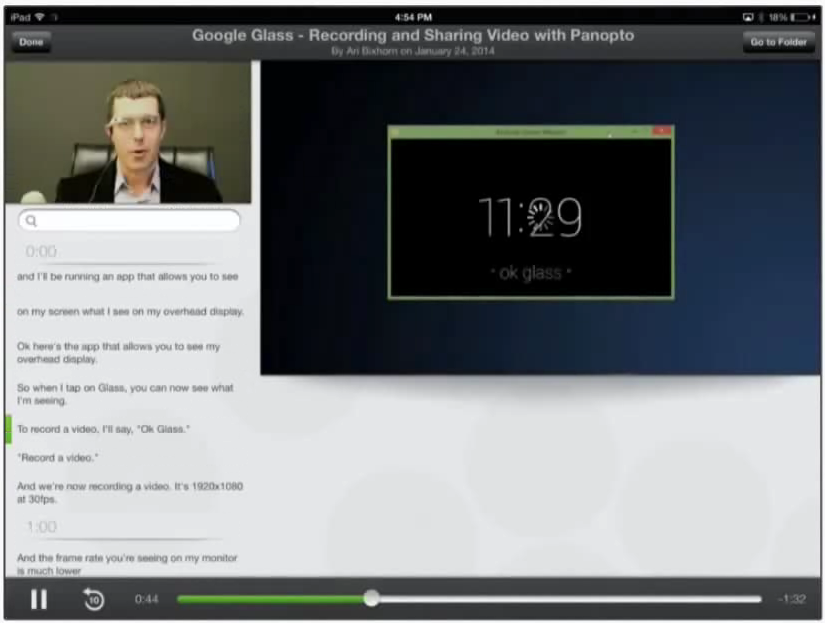 iPad
4:54 PM
18%
Done
Google Glass - Recording and Sharing Video with Panopto
Go to Folder
By Ari Bixhorn on January 24, 2014
11:29
" ok glass "
0:00
and I'll be running an app that allows you to see
on my screen what I see on my overhead display.
Ok here's the app that allows you to see my
overhead display.
So when I tap on Glass, you can now see what
I'm seeing.
To record a video, I'll say, "Ok Glass."
"Record a video."
And we're now recording a video. It's 1920x1080
at 30fps.
1:00
And the frame rate you're seeing on my monitor
is much lower
10
0:44
-1:32